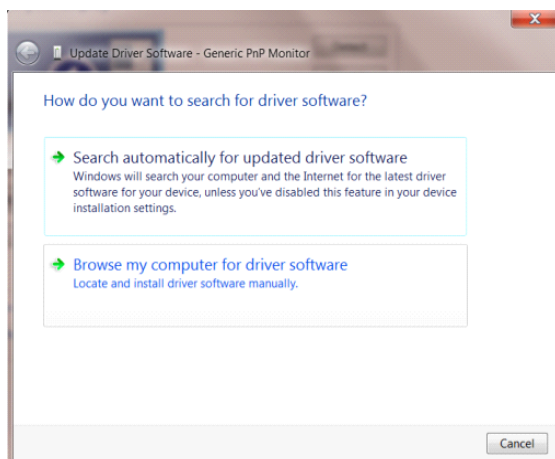 Update Driver Software - Generic PnP Monitor
How do you want to search for driver software?
Search automatically for updated driver software
Windows will search your computer and the Internet for the latest driver
software for your device, unless you've disabled this feature in your device
installation settings.
Browse my computer for driver software
Locate and install driver software manually.
Cancel